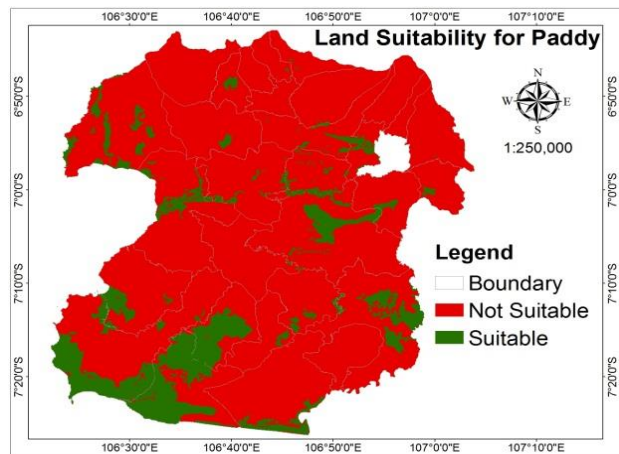 106°30'0"E 106°40'0"E 106°50'0"E 107°0'0"E 107°10'0"E
Land Suitability for Paddy
N
W E
S
1:250,000
6°50'0"S
7°00'0"S
7°10'0"S
7°20'0"S
6°50'0"S
7°0'0"S
7°10'0"S
7°20'0"S
Legend
Boundary
Not Suitable
Suitable
106°30'0"E 106°40'0"E 106°50'0"E 107°0'0"E 107°10'0"E